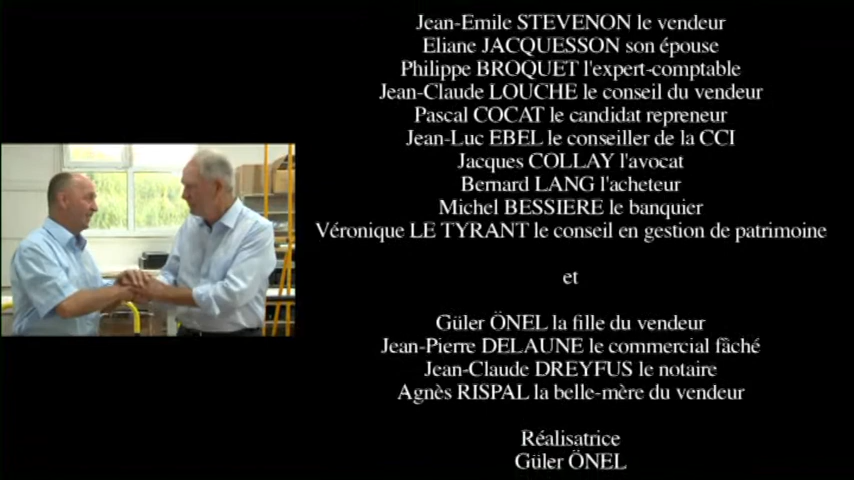 Jean-Emile STEVENON le vendeur
Eliane JACQUESSON son épouse
Philippe BROQUET l'expert-comptable
Jean-Claude LOUCHE le conseil du vendeur
Pascal COCAT le candidat repreneur
Jean-Luc EBEL le conseiller de la CCI
Jacques COLLAY l'avocat
Bernard LANG l'acheteur
Michel BESSIERE le banquier
Véronique LE TYRANT le conseil en gestion de patrimoine
et
Güler ÖNEL la fille du vendeur
Jean-Pierre DELAUNE le commercial fâché
Jean-Claude DREYFUS le notaire
Agnès RISPAL la belle-mère du vendeur
Réalisatrice
Güler ÖNEL